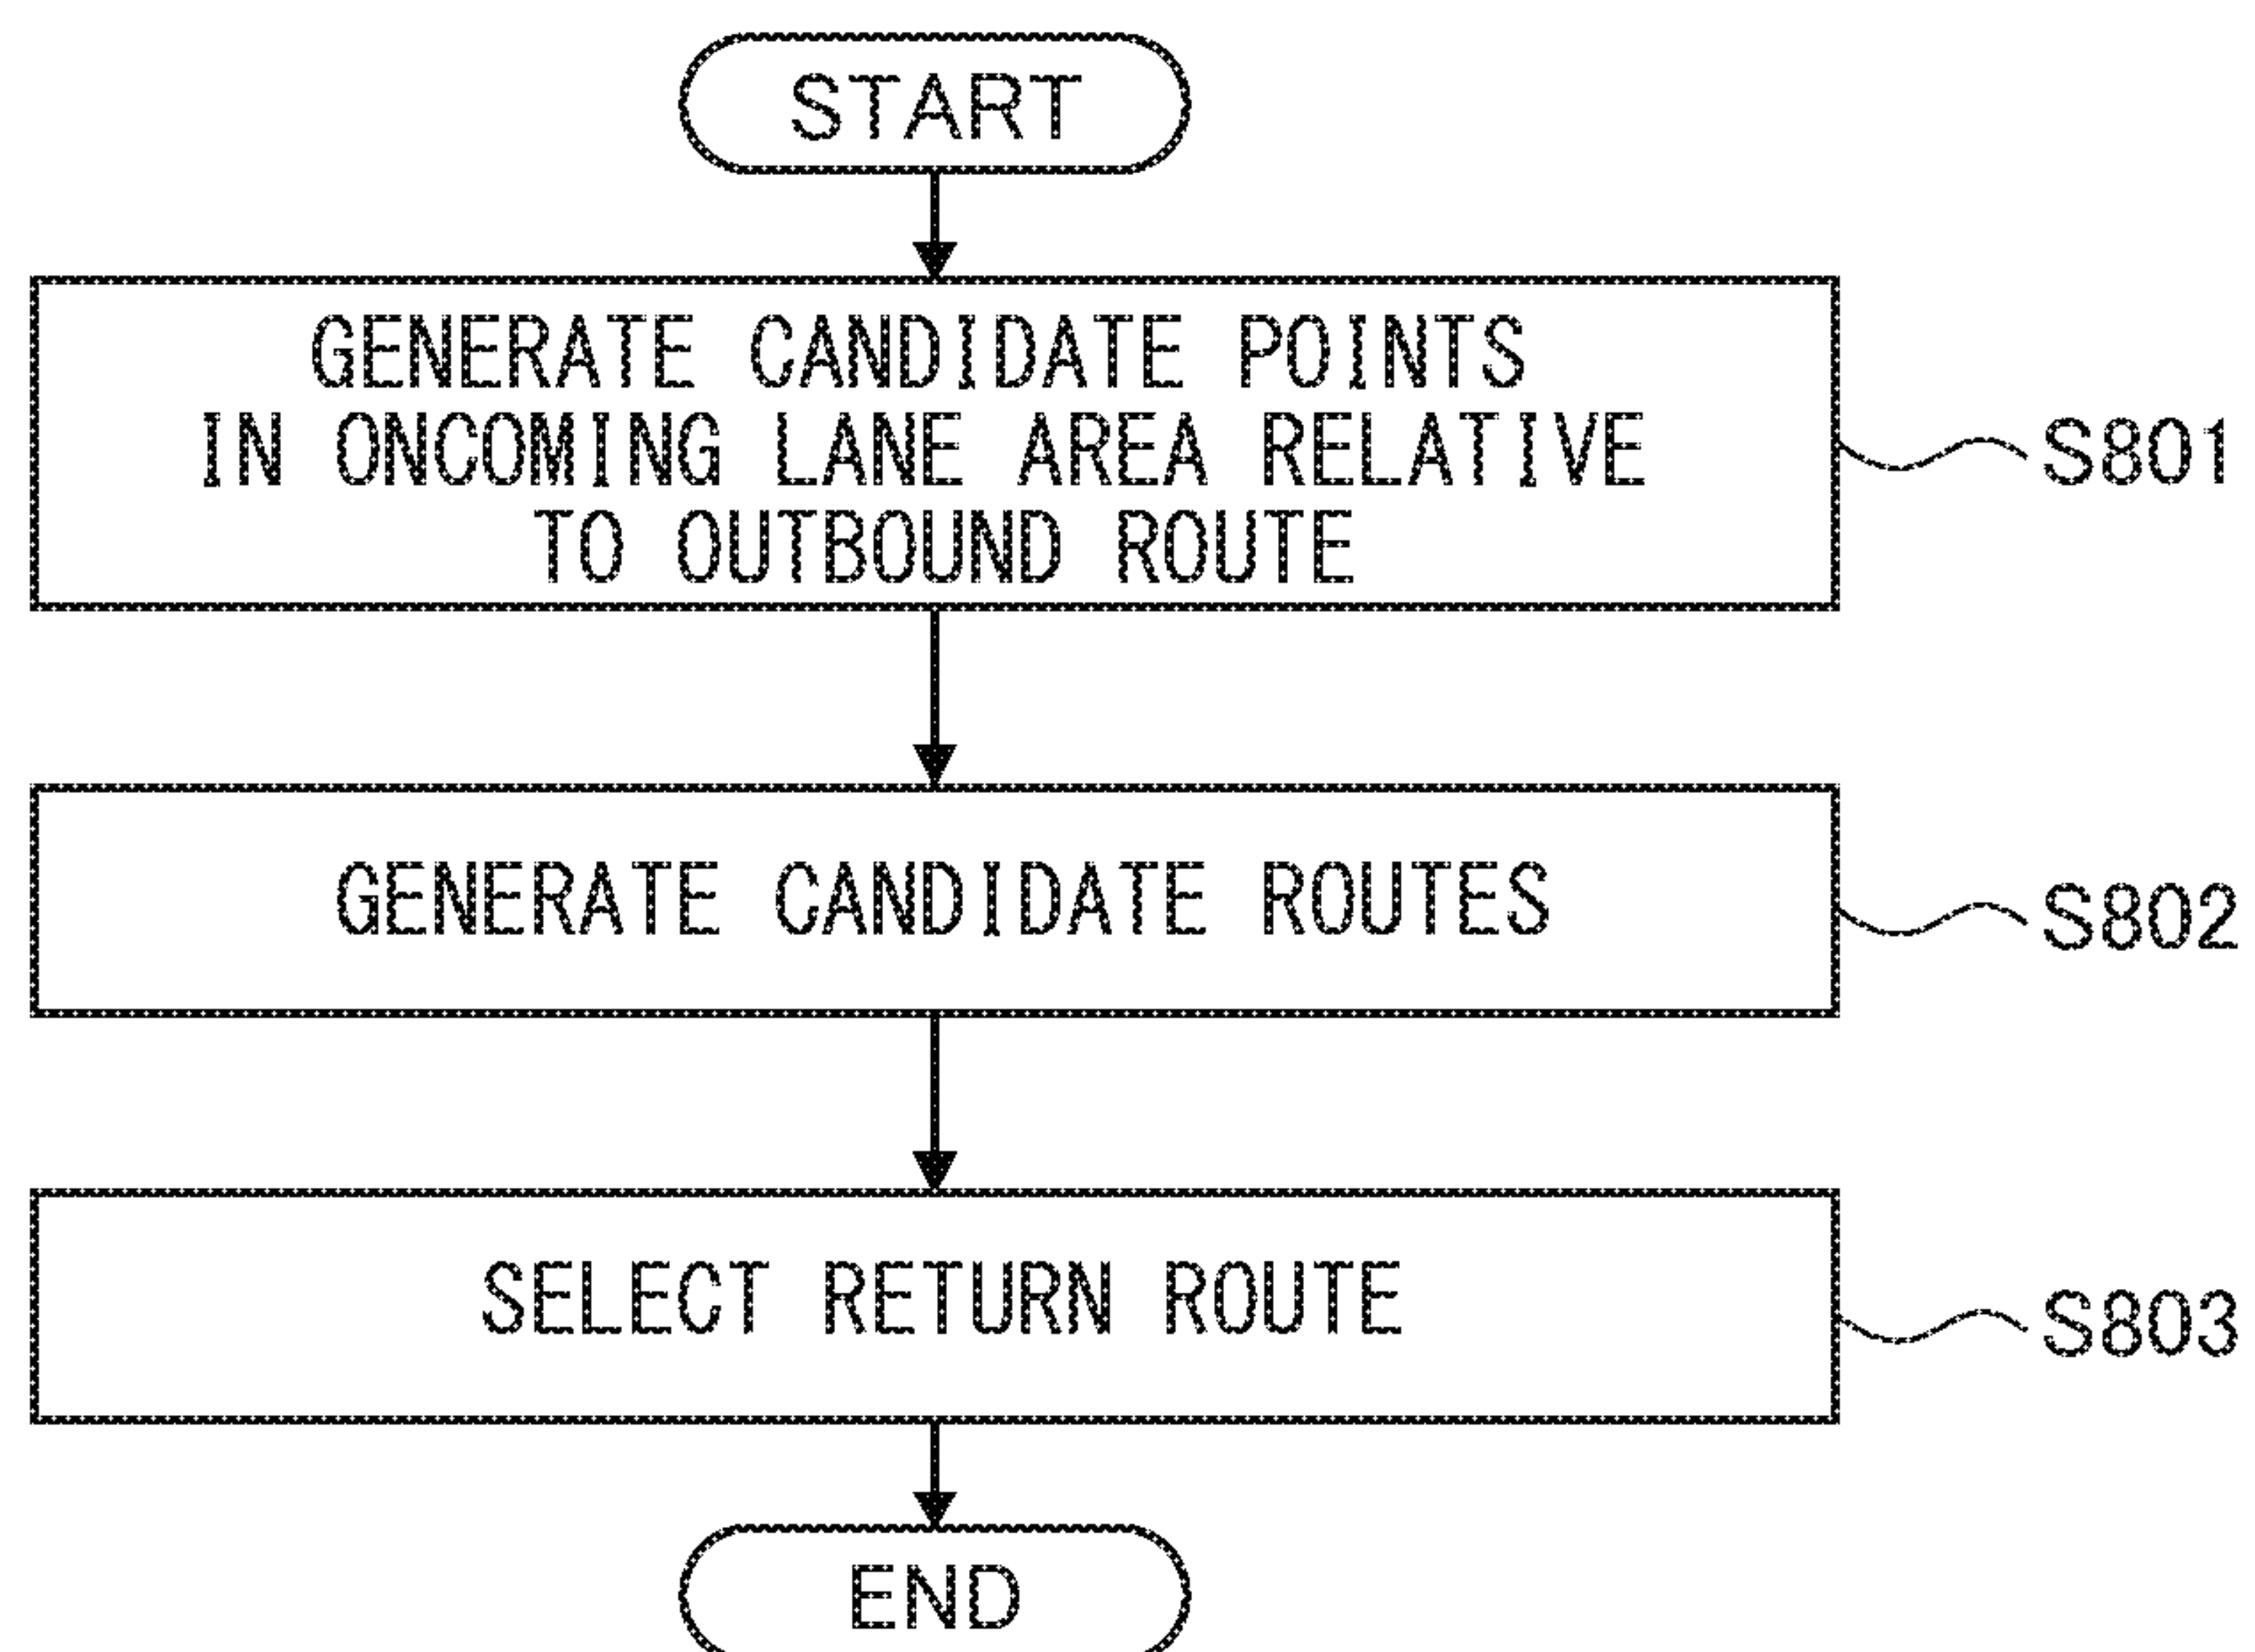 START
GENERATE CANDIDATE POINTS
IN ONCOMING LANE AREA RELATIVE
TO OUTBOUND ROUTE
S801
GENERATE CANDIDATE ROUTES
S802
SELECT RETURN ROUTE
S803
END